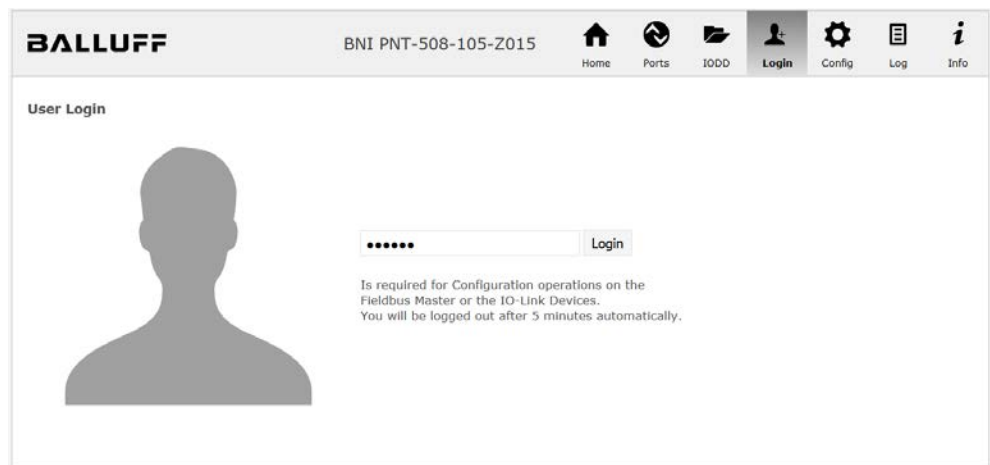 BALLUFF
BNI PNT-508-105-Z015
Home Ports IODD Login Config Log Info
User Login
•••••• Login
Is required for Configuration operations on the
Fieldbus Master or the IO-Link Devices.
You will be logged out after 5 minutes automatically.